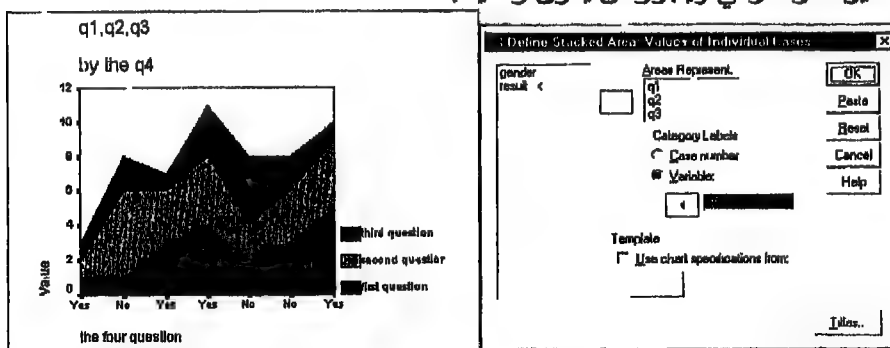 q1,q2,q3
by the q4
12
10
8
6
4
2
0
Value
Yes No Yes Yes No No Yes
third question
second question
first question
the four question
Define Stacked Area: Values of Individual Cases
gender
result <
Areas Represent.
q1
q2
q3
Category Labels
Case number
Variable:
Template
Use chart specifications from:
OK
Paste
Reset
Cancel
Help
Titles..